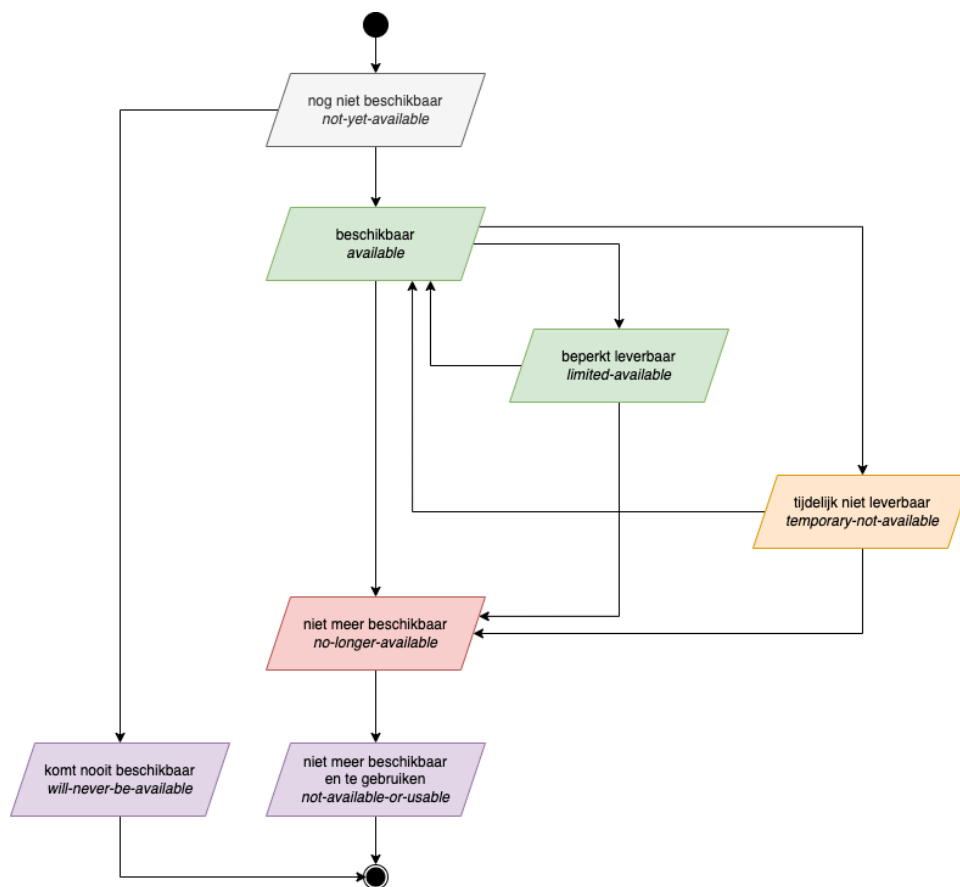 nog niet beschikbaar
not-yet-available
beschikbaar
available
beperkt leverbaar
limited-available
tijdelijk niet leverbaar
temporary-not-available
niet meer beschikbaar
no-longer-available
komt nooit beschikbaar
will-never-be-available
niet meer beschikbaar
en te gebruiken
not-available-or-usable